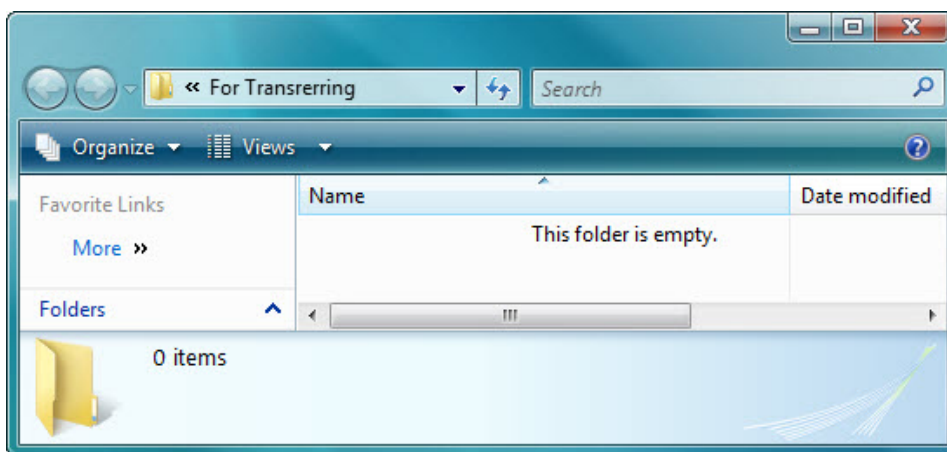 « For Transrerring
Search
Organize Views
Favorite Links
More »
Folders
Name Date modified
This folder is empty.
0 items